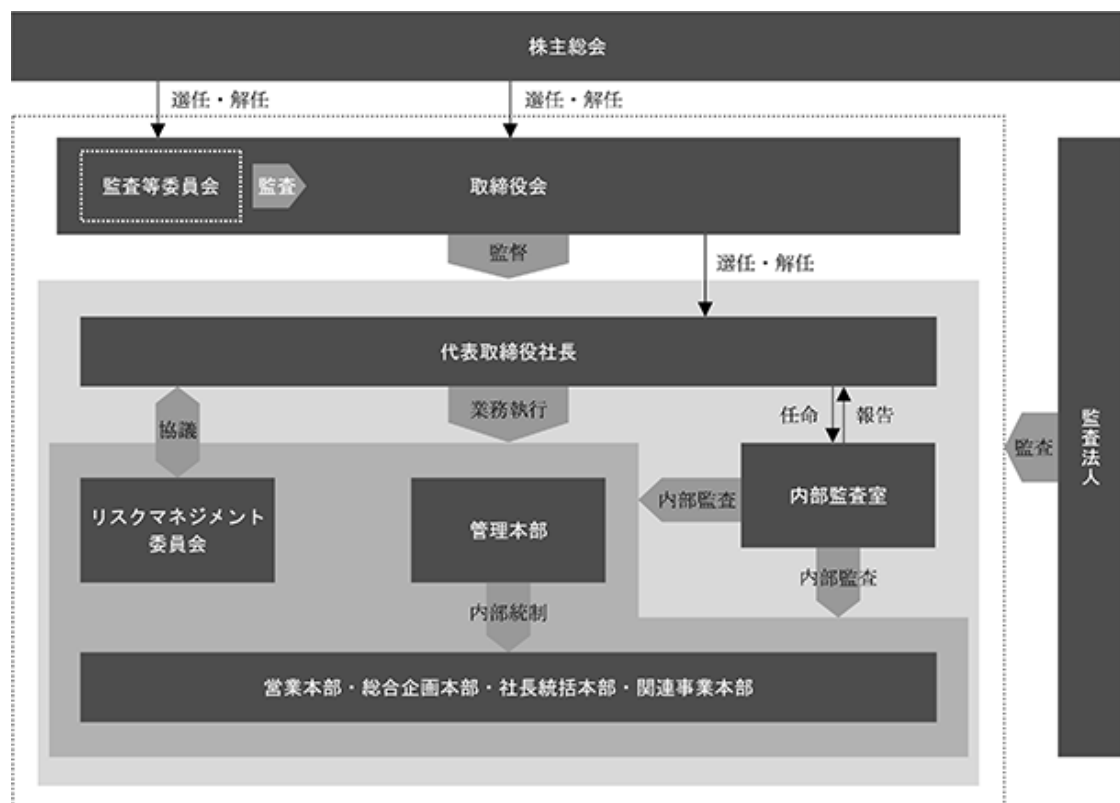 株主総会
選任・解任
選任・解任
監査等委員会
監査
取締役会
監督
選任・解任
代表取締役社長
協議
業務執行
任命
報告
監査
監査法人
リスクマネジメント
委員会
管理本部
内部監査
内部監査室
内部監査
内部統制
営業本部・総合企画本部・社長統括本部・関連事業本部